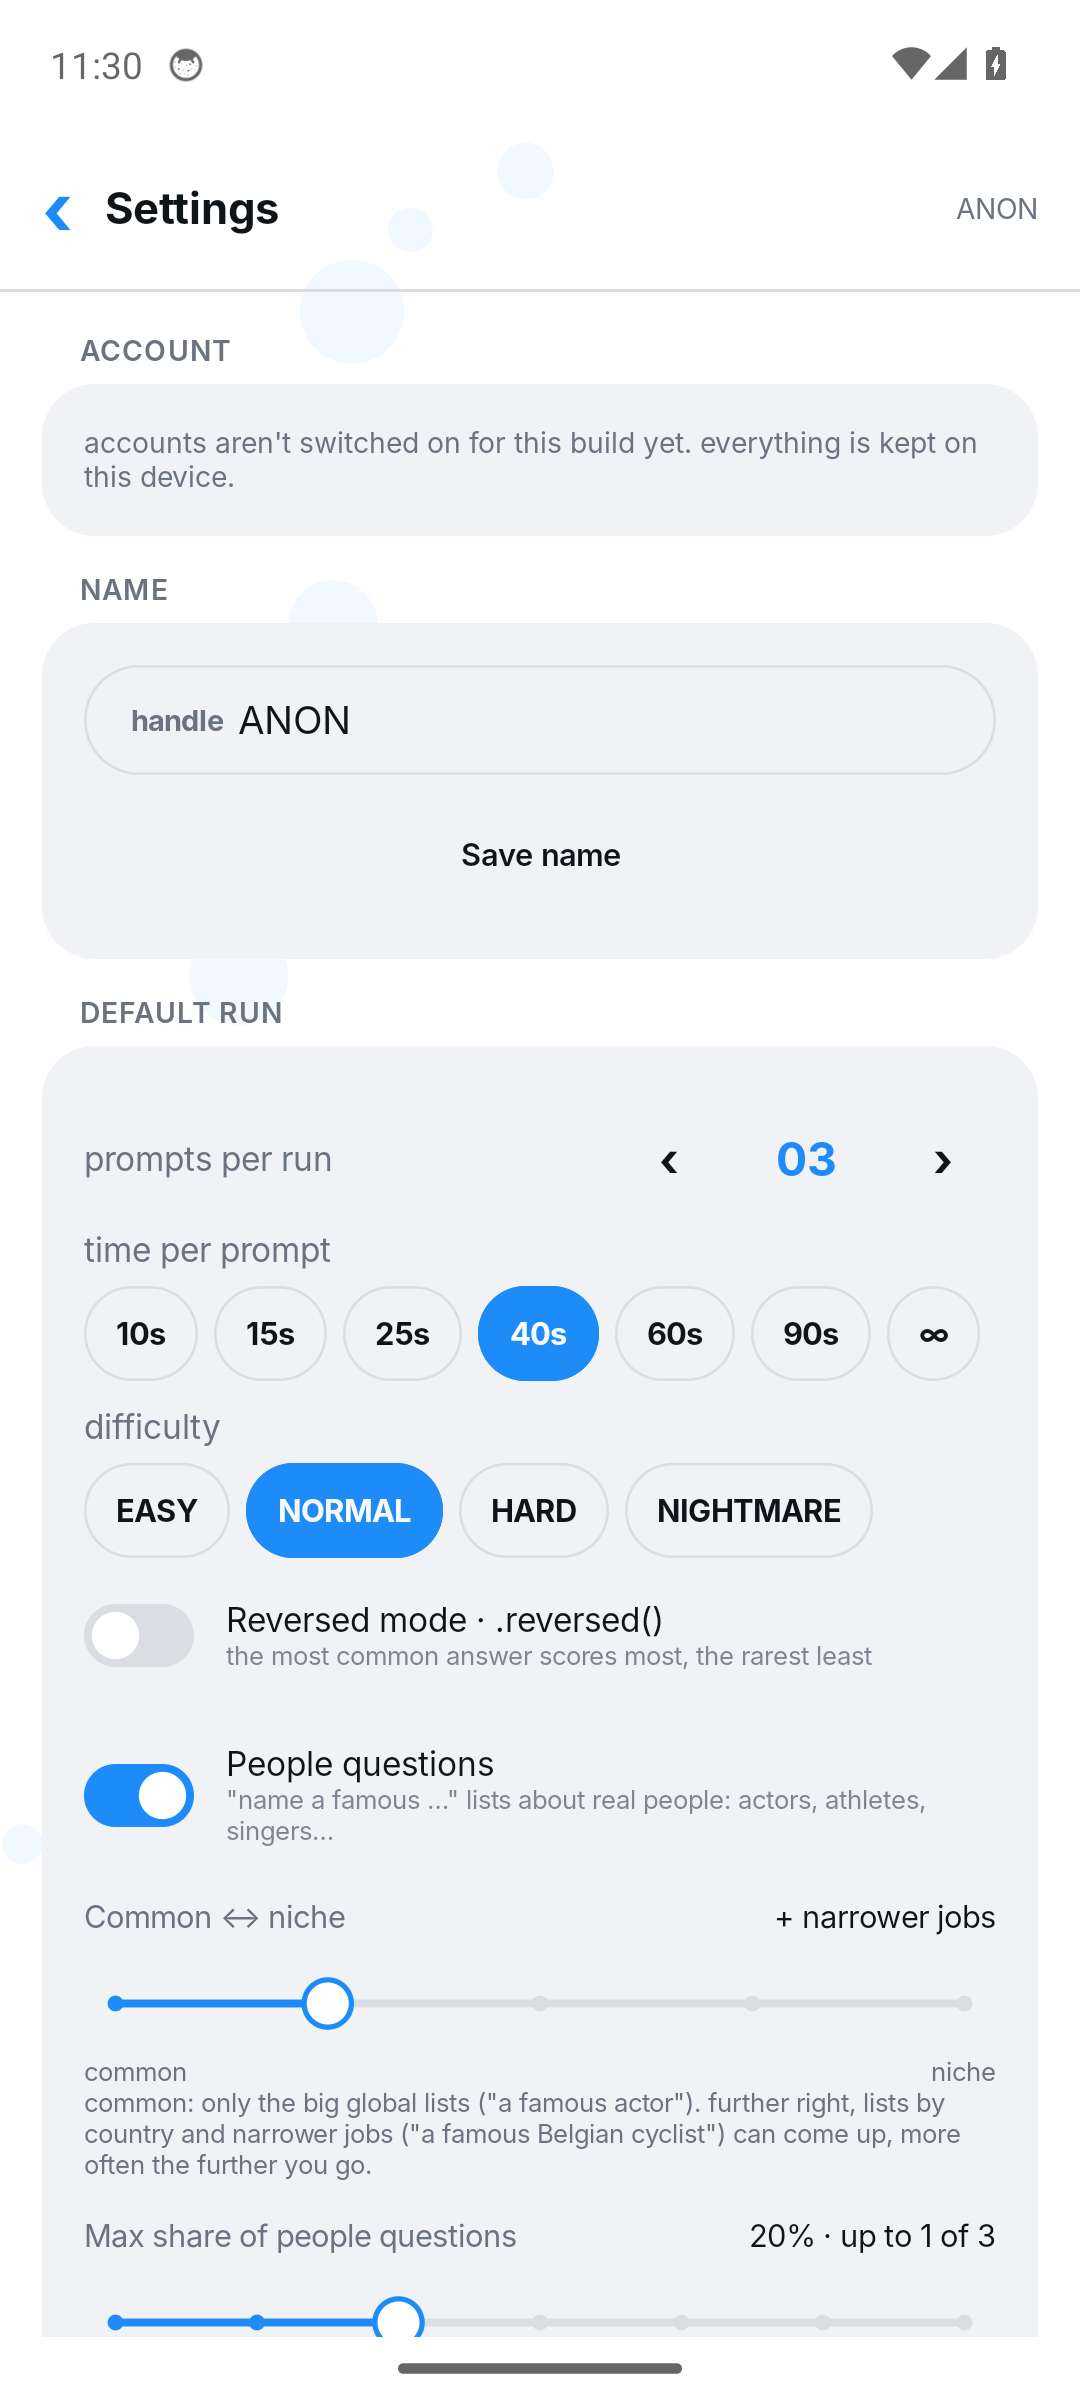 11:30
‹ Settings ANON
ACCOUNT
accounts aren't switched on for this build yet. everything is kept on
this device.
NAME
handle ANON
Save name
DEFAULT RUN
prompts per run ‹ 03 ›
time per prompt
10s 15s 25s 40s 60s 90s ∞
difficulty
EASY NORMAL HARD NIGHTMARE
Reversed mode · .reversed()
the most common answer scores most, the rarest least
People questions
"name a famous ..." lists about real people: actors, athletes,
singers...
Common ↔ niche + narrower jobs
common niche
common: only the big global lists ("a famous actor"). further right, lists by
country and narrower jobs ("a famous Belgian cyclist") can come up, more
often the further you go.
Max share of people questions 20% · up to 1 of 3